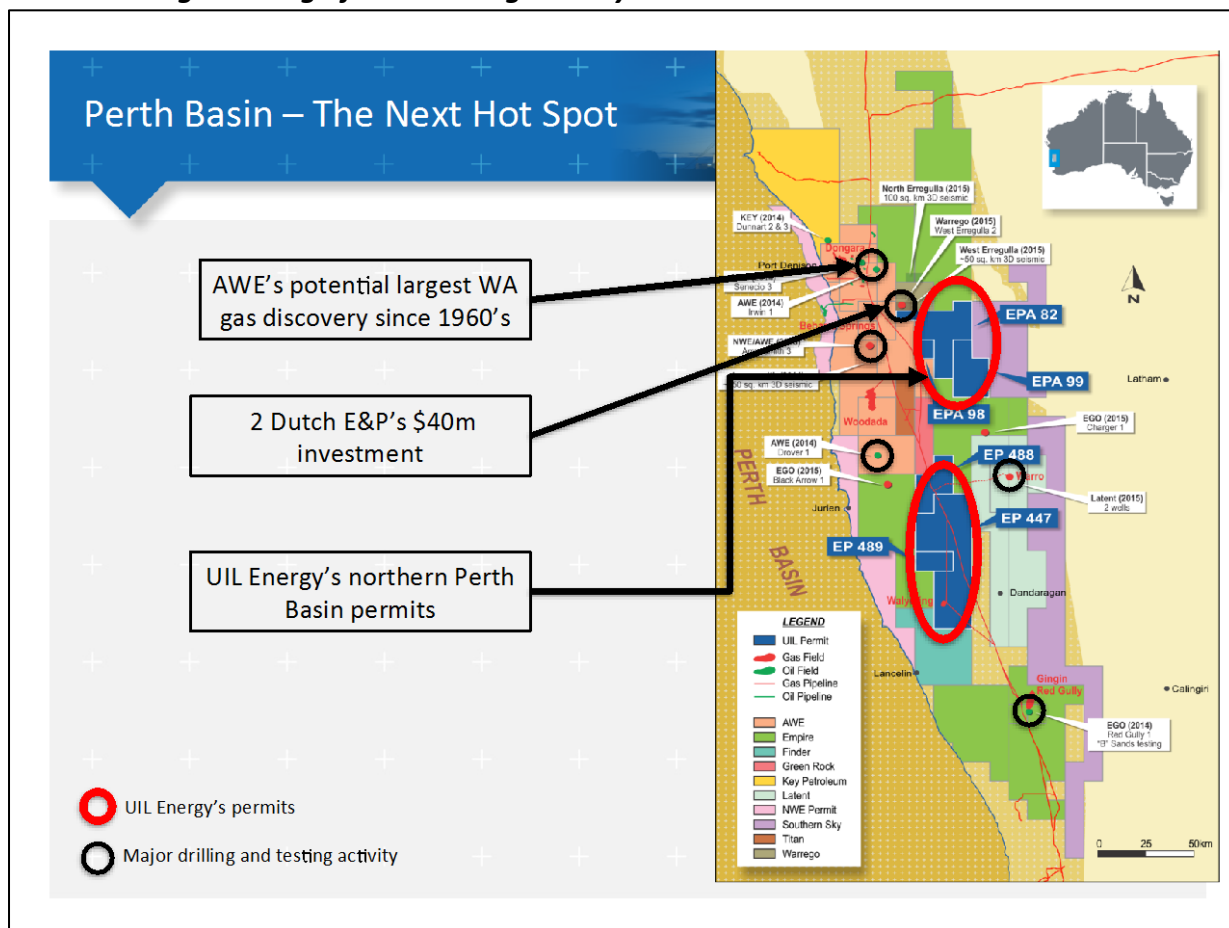 Perth Basin – The Next Hot Spot
AWE's potential largest WA
gas discovery since 1960's
2 Dutch E&P's $40m
investment
UIL Energy's northern Perth
Basin permits
UIL Energy's permits
Major drilling and testing activity
North Erregulla (2015)
100 sq. km 3D seismic
KEY (2014)
Dunnart 2 & 3
Warrego (2015)
West Erregulla 2
West Erregulla (2015)
~50 sq. km 3D seismic
Dongara
Port Denison
Senecio 3
AWE (2014)
Irwin 1
Springs
NWE/AWE
sq. km 3D seismic
N
EPA 82
EPA 99
EPA 98
Latham
Woodada
EGO (2015)
Charger 1
AWE (2014)
Drover 1
EP 488
EGO (2015)
Black Arrow 1
Warro
Latent (2015)
2 wells
PERTH
BASIN
Jurien
EP 447
EP 489
Dandaragan
Lancelin
Gingin
Red Gully
Calingiri
EGO (2014)
Red Gully 1
"B" Sands testing
LEGEND
UIL Permit
Gas Field
Oil Field
Gas Pipeline
Oil Pipeline
AWE
Empire
Finder
Green Rock
Key Petroleum
Latent
NWE Permit
Southern Sky
Titan
Warrego
0 25 50km